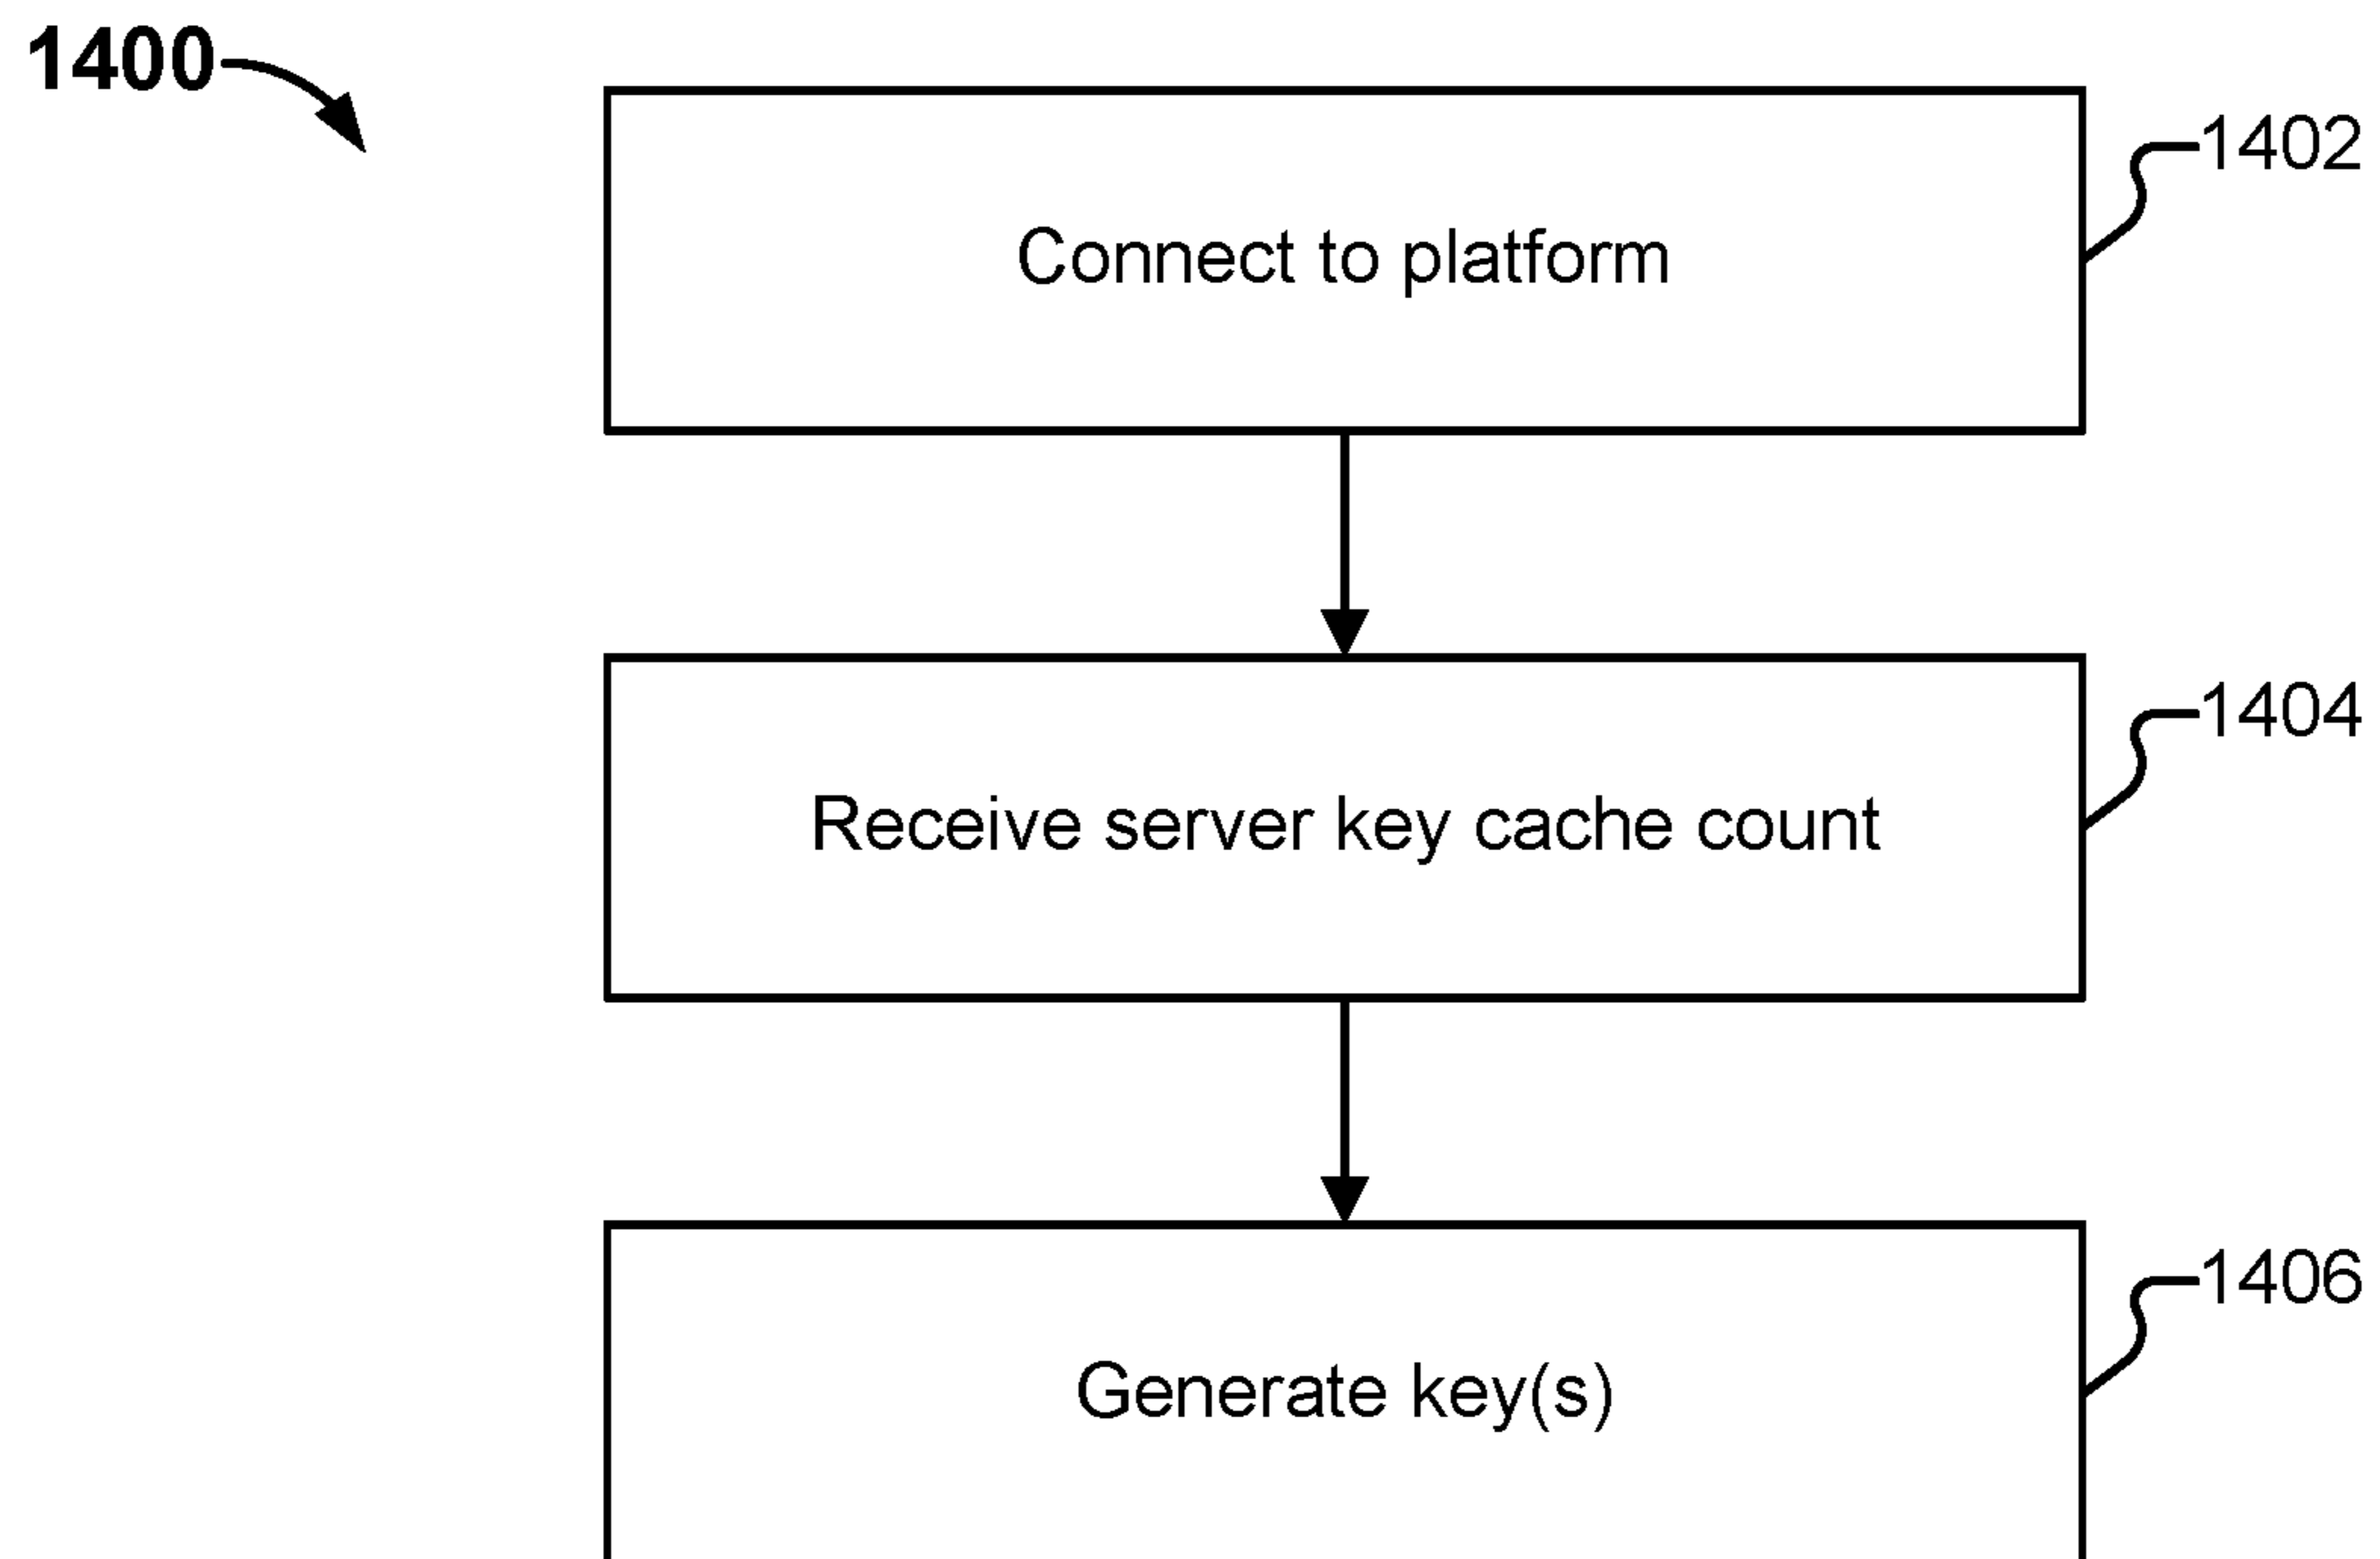 1400
1402
Connect to platform
1404
Receive server key cache count
1406
Generate key(s)